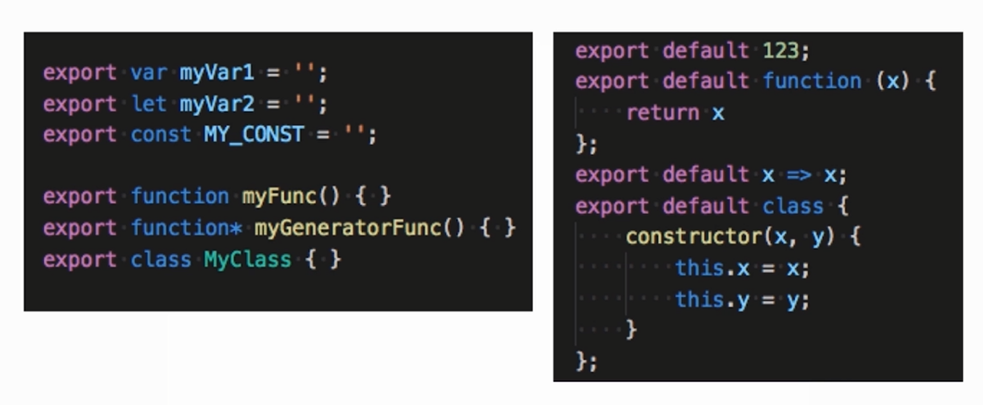 export var myVar1 = '';
export let myVar2 = '';
export const MY_CONST = '';
export function myFunc() { }
export function* myGeneratorFunc() { }
export class MyClass { }
export default 123;
export default function (x) {
return x
};
export default x => x;
export default class {
constructor(x, y) {
this.x = x;
this.y = y;
}
};